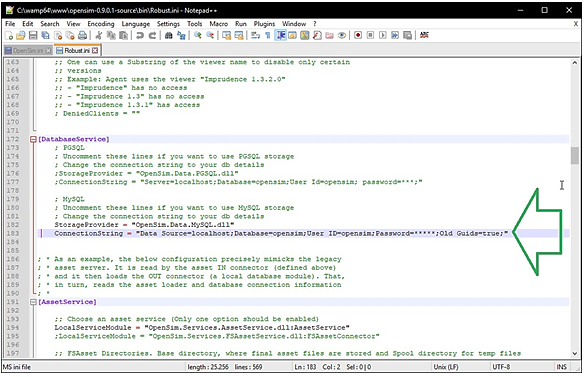 C:\wamp64\www\opensim-0.9.0.1-source\bin\Robust.ini - Notepad++
File Edit Search View Encoding Language Settings Tools Macro Run Plugins Window ?
OpenSim.ini Robust.ini
163 ;; One can use a Substring of the viewer name to disable only certain
164 ;; versions
165 ;; Example: Agent uses the viewer "Imprudence 1.3.2.0"
166 ;; - "Imprudence" has no access
167 ;; - "Imprudence 1.3" has no access
168 ;; - "Imprudence 1.3.1" has access
169 ; DeniedClients = ""
170
171
172 [DatabaseService]
173 ; PGSQL
174 ; Uncomment these lines if you want to use PGSQL storage
175 ; Change the connection string to your db details
176 ;StorageProvider = "OpenSim.Data.PGSQL.dll"
177 ;ConnectionString = "Server=localhost;Database=opensim;User Id=opensim; password=***;"
178
179 ; MySQL
180 ; Uncomment these lines if you want to use MySQL storage
181 ; Change the connection string to your db details
182 StorageProvider = "OpenSim.Data.MySQL.dll"
183 ConnectionString = "Data Source=localhost;Database=opensim;User ID=opensim;Password=*****;Old Guids=true;"
184
185
186 ; * As an example, the below configuration precisely mimicks the legacy
187 ; * asset server. It is read by the asset IN connector (defined above)
188 ; * and it then loads the OUT connector (a local database module). That,
189 ; * in turn, reads the asset loader and database connection information
190 ; *
191 [AssetService]
192
193 ;; Choose an asset service (Only one option should be enabled)
194 LocalServiceModule = "OpenSim.Services.AssetService.dll:AssetService"
195 ;LocalServiceModule = "OpenSim.Services.FSAssetService.dll:FSAssetConnector"
196
197 ;; FSAsset Directories. Base directory, where final asset files are stored and Spool directory for temp files
MS ini file length : 25.256 lines : 569 Ln : 183 Col : 2 Sel : 0 | 0 Unix (LF) UTF-8 INS